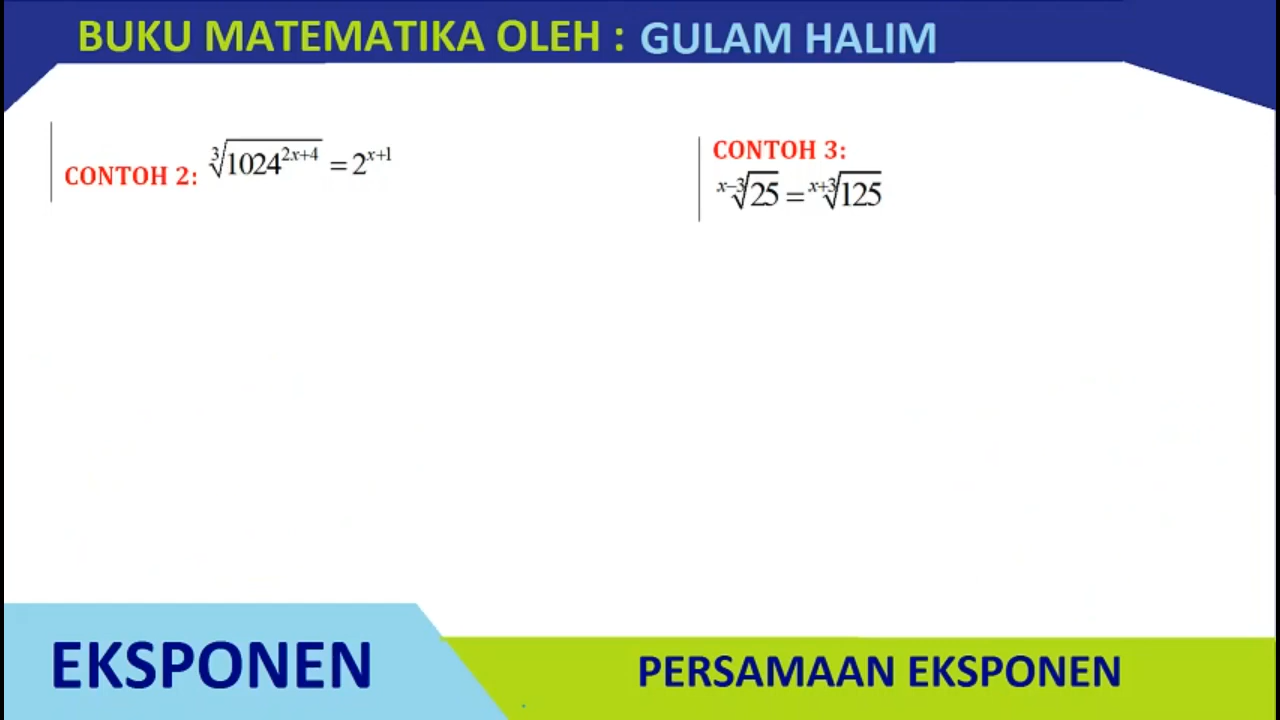 BUKU MATEMATIKA OLEH : GULAM HALIM
CONTOH 2: ∛(1024^(2x+4)) = 2^(x+1)
CONTOH 3:
ˣ⁻³√25 = ˣ⁺³√125
EKSPONEN
PERSAMAAN EKSPONEN